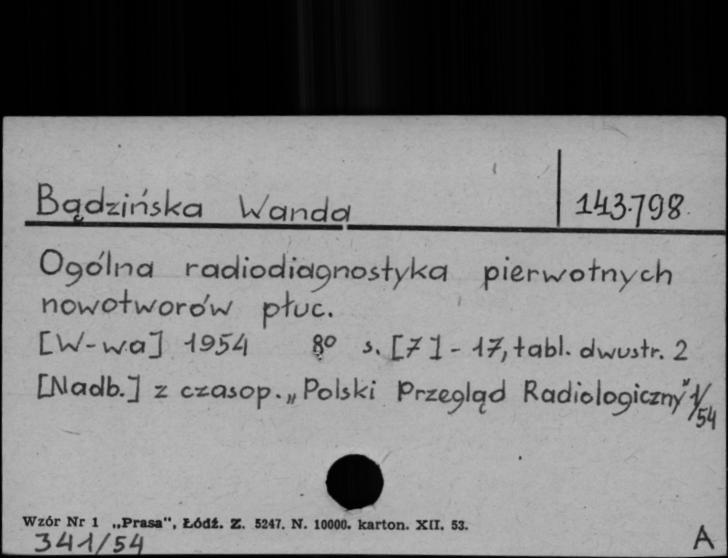 Bądzińska Wanda
143.798
Ogólna radiodiagnostyka pierwotnych
nowotworów płuc.
[W-wa] 1954 8º s. [7] - 17, tabl. dwustr. 2
[Nadb.] z czasop. „Polski Przegląd Radiologiczny" 1/54
Wzór Nr 1 „Prasa", Łódź. Z. 5247. N. 10000. karton. XII. 53.
341/54
A